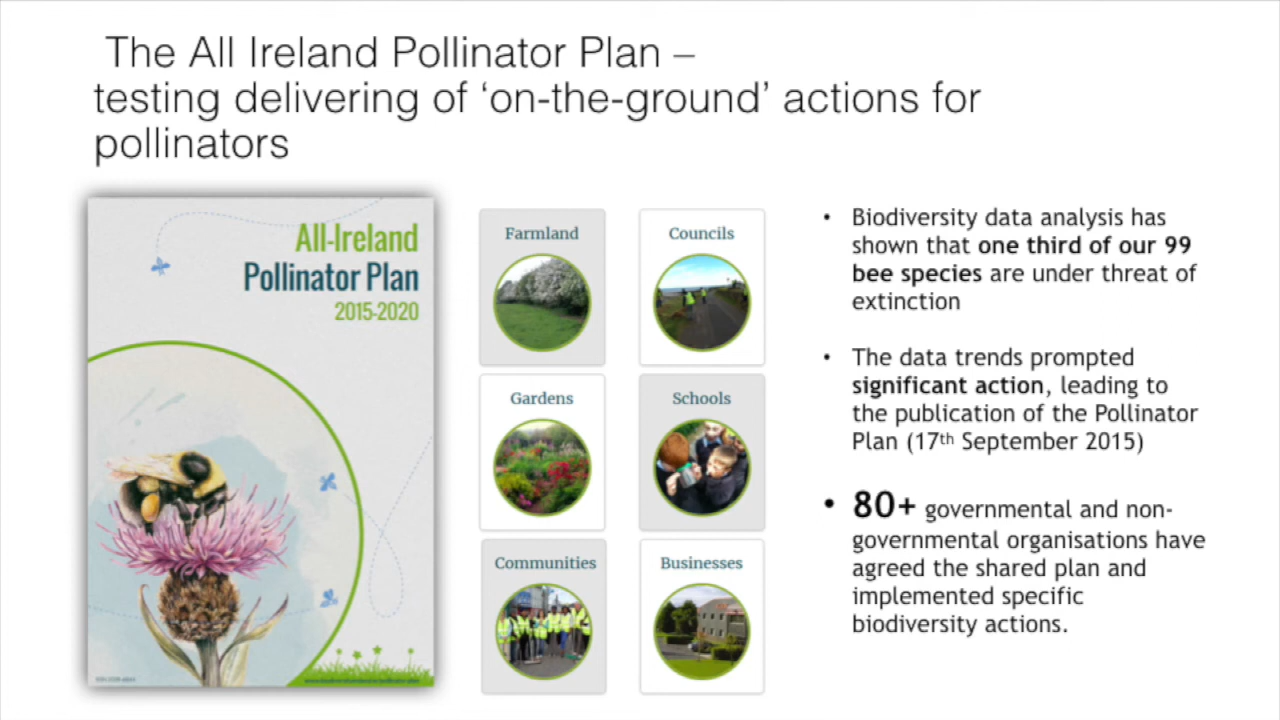 The All Ireland Pollinator Plan –
testing delivering of ‘on-the-ground’ actions for
pollinators
All-Ireland
Pollinator Plan
2015-2020
Farmland
Councils
Gardens
Schools
Communities
Businesses
• Biodiversity data analysis has
shown that one third of our 99
bee species are under threat of
extinction
• The data trends prompted
significant action, leading to
the publication of the Pollinator
Plan (17th September 2015)
• 80+ governmental and non-
governmental organisations have
agreed the shared plan and
implemented specific
biodiversity actions.